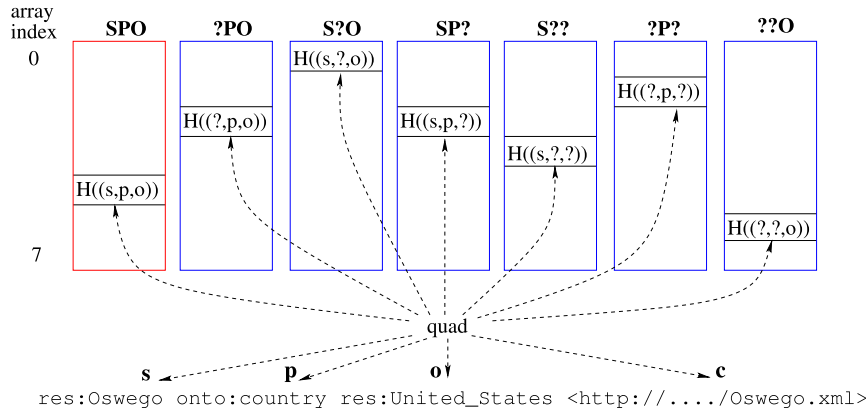 array
index
SPO ?PO S?O SP? S?? ?P? ??O
0
H((s,?,o))
H((?,p,?))
H((?,p,o)) H((s,p,?))
H((s,?,?))
H((s,p,o))
H((?,?,o))
7
quad
s p o c
res:Oswego onto:country res:United_States <http://..../Oswego.xml>